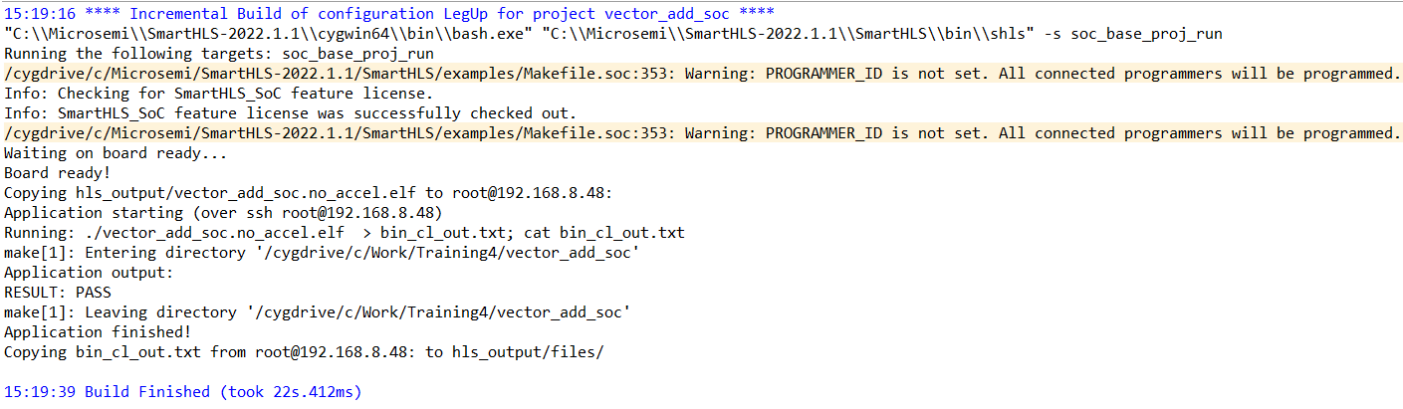 15:19:16 **** Incremental Build of configuration LegUp for project vector_add_soc ****
"C:\\Microsemi\\SmartHLS-2022.1.1\\cygwin64\\bin\\bash.exe" "C:\\Microsemi\\SmartHLS-2022.1.1\\SmartHLS\\bin\\shls" -s soc_base_proj_run
Running the following targets: soc_base_proj_run
/cygdrive/c/Microsemi/SmartHLS-2022.1.1/SmartHLS/examples/Makefile.soc:353: Warning: PROGRAMMER_ID is not set. All connected programmers will be programmed.
Info: Checking for SmartHLS_SoC feature license.
Info: SmartHLS_SoC feature license was successfully checked out.
/cygdrive/c/Microsemi/SmartHLS-2022.1.1/SmartHLS/examples/Makefile.soc:353: Warning: PROGRAMMER_ID is not set. All connected programmers will be programmed.
Waiting on board ready...
Board ready!
Copying hls_output/vector_add_soc.no_accel.elf to root@192.168.8.48:
Application starting (over ssh root@192.168.8.48)
Running: ./vector_add_soc.no_accel.elf  > bin_cl_out.txt; cat bin_cl_out.txt
make[1]: Entering directory '/cygdrive/c/Work/Training4/vector_add_soc'
Application output:
RESULT: PASS
make[1]: Leaving directory '/cygdrive/c/Work/Training4/vector_add_soc'
Application finished!
Copying bin_cl_out.txt from root@192.168.8.48: to hls_output/files/
15:19:39 Build Finished (took 22s.412ms)